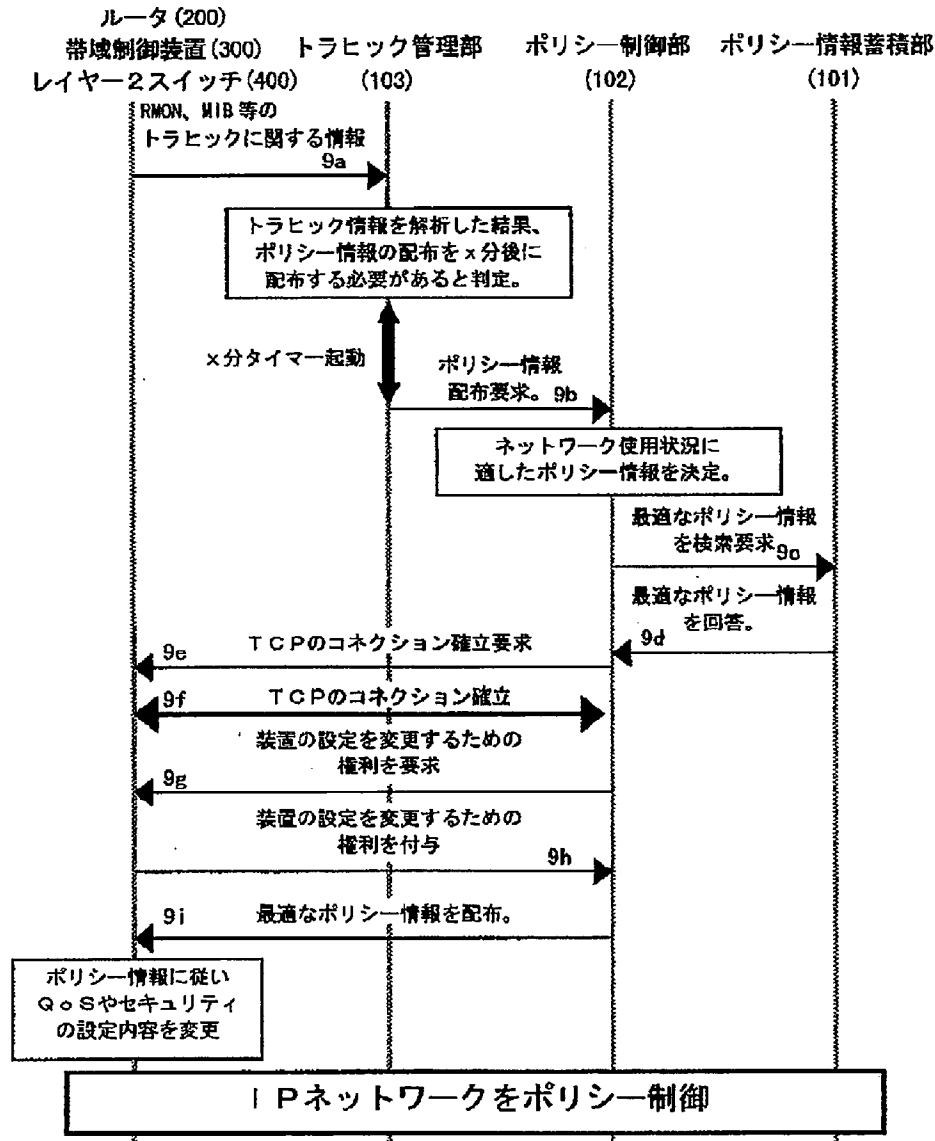 ルータ(200)
帯域制御装置(300)
レイヤー2スイッチ(400)
トラヒック管理部
(103)
ポリシー制御部
(102)
ポリシー情報蓄積部
(101)
RMON、MIB等の
トラヒックに関する情報
9a
トラヒック情報を解析した結果、
ポリシー情報の配布をx分後に
配布する必要があると判定。
x分タイマー起動
ポリシー情報
配布要求。 9b
ネットワーク使用状況に
適したポリシー情報を決定。
最適なポリシー情報
を検索要求 9c
最適なポリシー情報
を回答。
9d
9e TCPのコネクション確立要求
9f TCPのコネクション確立
装置の設定を変更するための
権利を要求
9g
装置の設定を変更するための
権利を付与
9h
9i 最適なポリシー情報を配布。
ポリシー情報に従い
QoSやセキュリティ
の設定内容を変更
IPネットワークをポリシー制御